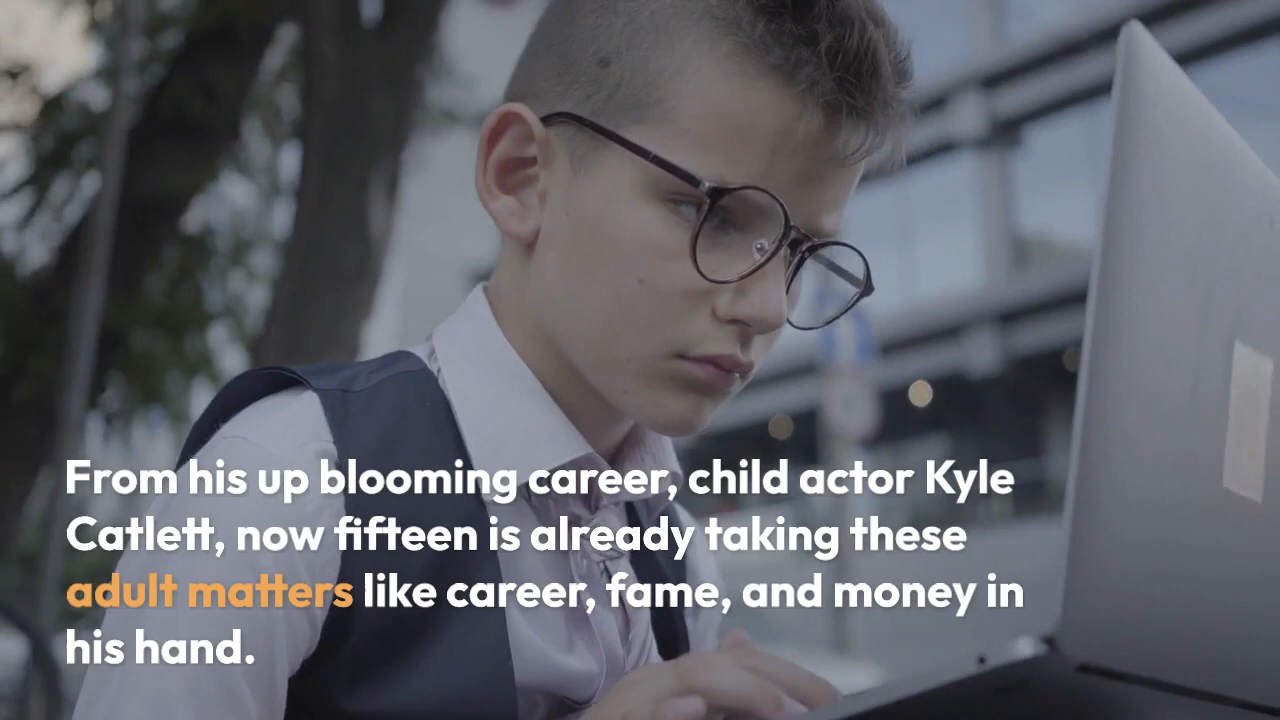 From his up blooming career, child actor Kyle
Catlett, now fifteen is already taking these
adult matters like career, fame, and money in
his hand.